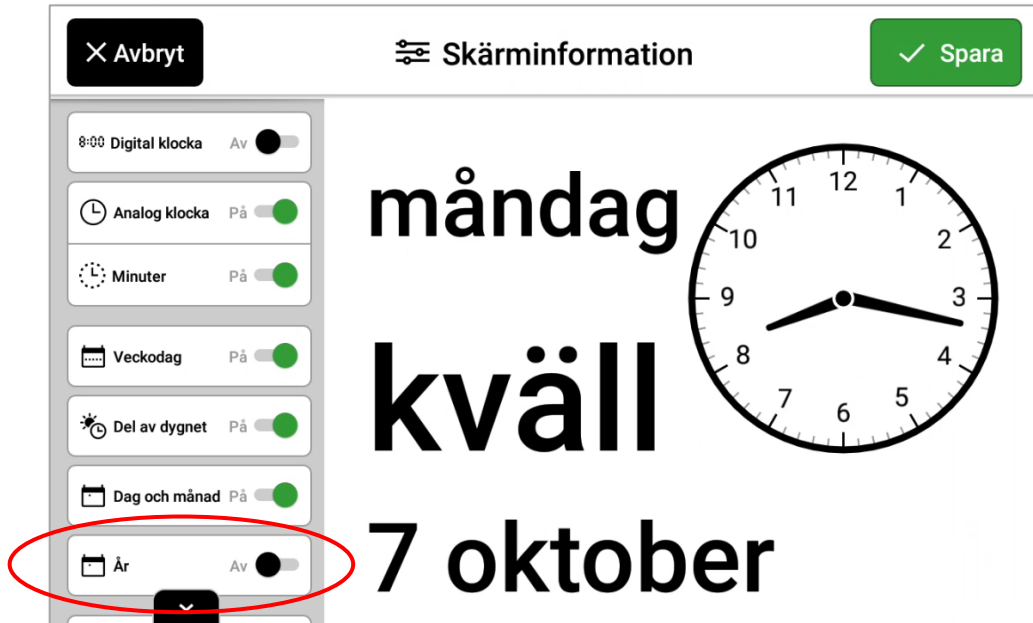 Avbryt
Skärminformation
Spara
8:00 Digital klocka Av
Analog klocka På
Minuter På
Veckodag På
Del av dygnet På
Dag och månad På
År Av
måndag
kväll
7 oktober
12
1
2
3
4
5
6
7
8
9
10
11